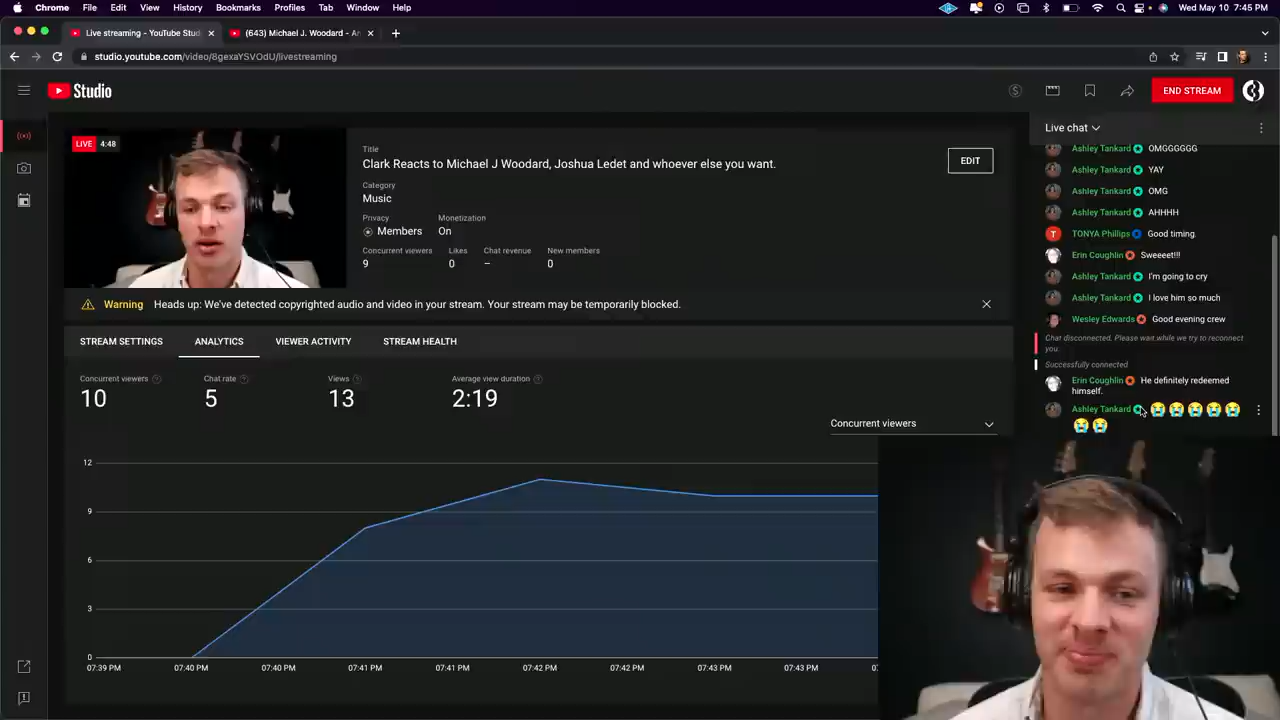 Chrome File Edit View History Bookmarks Profiles Tab Window Help Wed May 10 7:45 PM
Live streaming - YouTube Stud (643) Michael J. Woodard - An
studio.youtube.com/video/8gexaYSVOdU/livestreaming
Studio
END STREAM
LIVE 4:48
Title
Clark Reacts to Michael J Woodard, Joshua Ledet and whoever else you want.
EDIT
Category
Music
Privacy Monetization
Members On
Concurrent viewers Likes Chat revenue New members
9 0 – 0
Warning Heads up: We've detected copyrighted audio and video in your stream. Your stream may be temporarily blocked.
STREAM SETTINGS ANALYTICS VIEWER ACTIVITY STREAM HEALTH
Concurrent viewers Chat rate Views Average view duration
10 5 13 2:19
Concurrent viewers
12
9
6
3
0
07:39 PM 07:40 PM 07:40 PM 07:41 PM 07:41 PM 07:42 PM 07:42 PM 07:43 PM 07:43 PM 07
Live chat
Ashley Tankard OMGGGGGG
Ashley Tankard YAY
Ashley Tankard OMG
Ashley Tankard AHHHH
T TONYA Phillips Good timing.
Erin Coughlin Sweeeet!!!
Ashley Tankard I'm going to cry
Ashley Tankard I love him so much
Wesley Edwards Good evening crew
Chat disconnected. Please wait while we try to reconnect
you.
Successfully connected
Erin Coughlin He definitely redeemed
himself.
Ashley Tankard 😭😭😭😭😭
😭😭